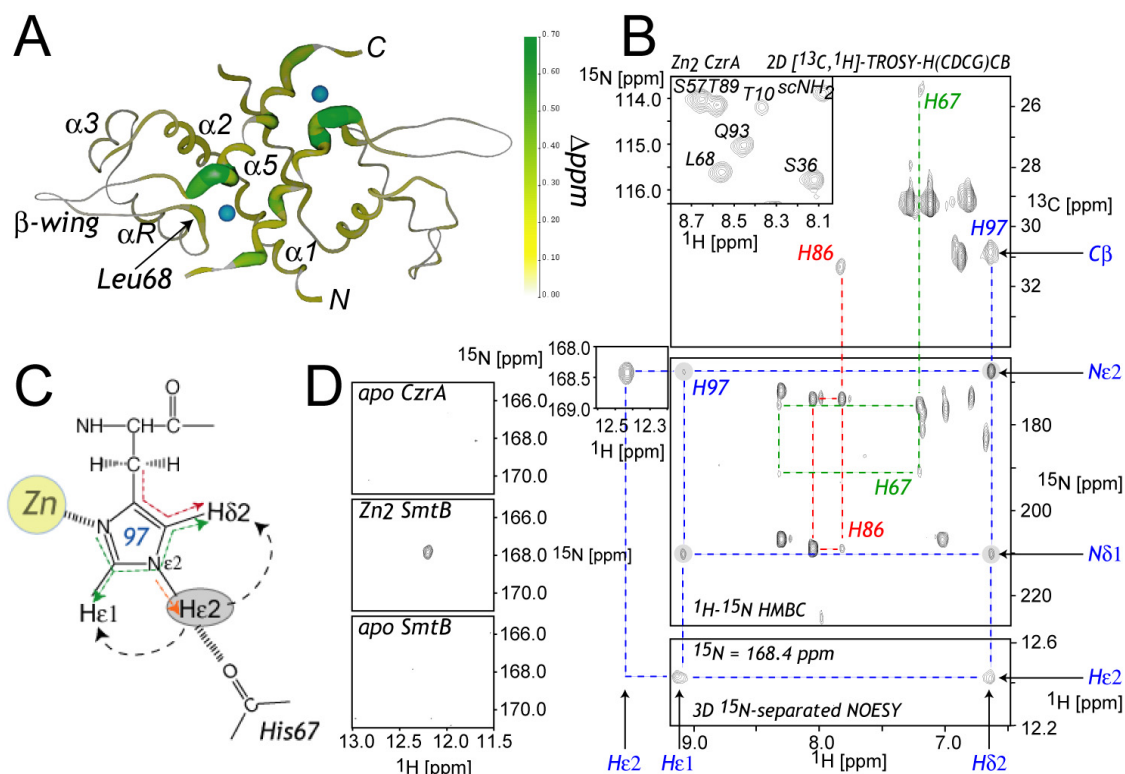 A
C
α3
α2
α5
β-wing
αR
α1
Leu68
N
0.70
0.60
0.50
0.40
0.30
0.20
0.10
0.00
Δppm
B
Zn2 CzrA 2D [13C,1H]-TROSY-H(CDCG)CB
15N [ppm]
114.0
115.0
116.0
S57 T89 T10 scNH2
Q93
L68
S36
8.7 8.5 8.3 8.1
1H [ppm]
H67
H97
H86
26
28
13C [ppm]
30
32
Cβ
15N [ppm]
168.0
168.5
169.0
12.5 12.3
1H [ppm]
H97
H67
H86
1H-15N HMBC
180
15N [ppm]
200
220
Nε2
Nδ1
15N = 168.4 ppm
3D 15N-separated NOESY
12.6
Hε2
1H [ppm]
12.2
9.0 8.0 7.0
1H [ppm]
Hε2 Hε1 Hδ2
C
O
NH CH C
H H
Zn
N
97
Hδ2
N ε2
Hε1
Hε2
O
C
His67
D
apo CzrA
166.0
168.0
170.0
Zn2 SmtB
166.0
15N [ppm]
168.0
170.0
apo SmtB
166.0
168.0
170.0
13.0 12.5 12.0 11.5
1H [ppm]